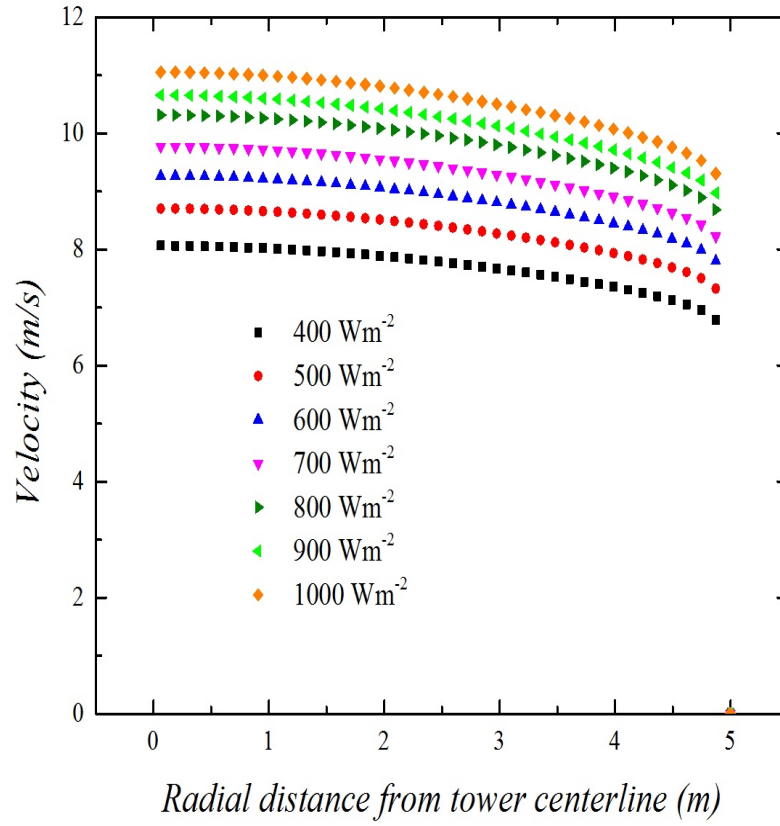 12
10
8
6
4
2
0
Velocity (m/s)
400 Wm⁻²
500 Wm⁻²
600 Wm⁻²
700 Wm⁻²
800 Wm⁻²
900 Wm⁻²
1000 Wm⁻²
0 1 2 3 4 5
Radial distance from tower centerline (m)